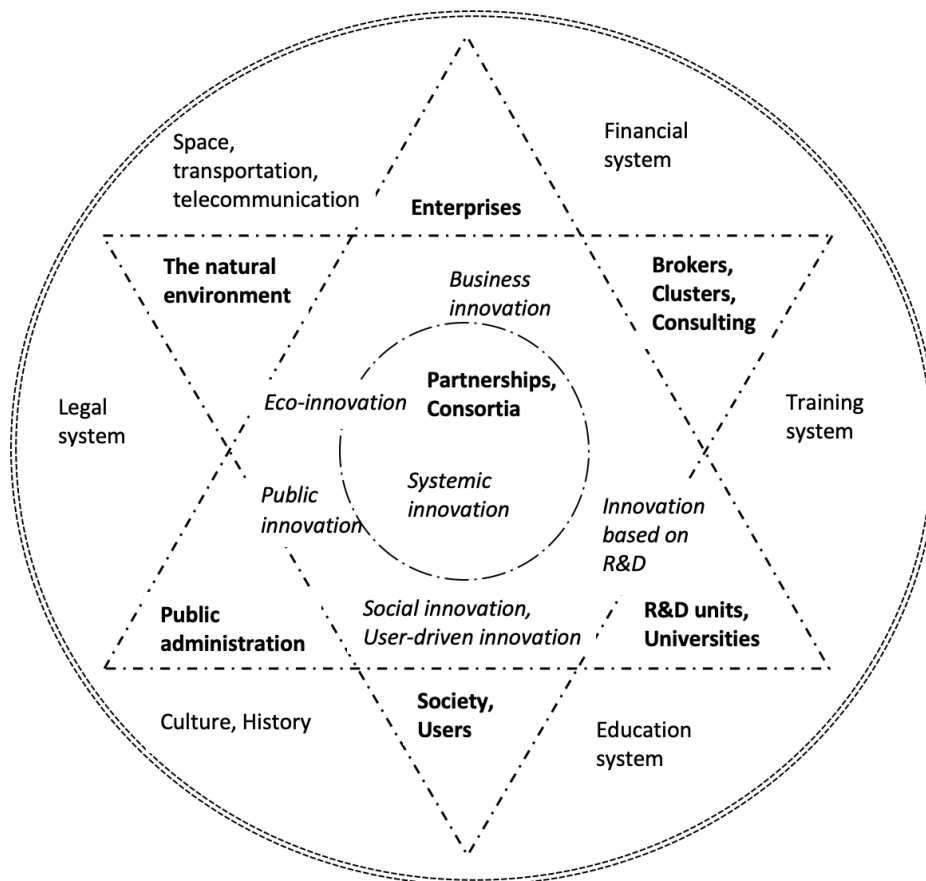 Space,
transportation,
telecommunication
Financial
system
Enterprises
The natural
environment
Brokers,
Clusters,
Consulting
Business
innovation
Partnerships,
Consortia
Eco-innovation
Legal
system
Training
system
Systemic
innovation
Public
innovation
Innovation
based on
R&D
Social innovation,
User-driven innovation
Public
administration
R&D units,
Universities
Society,
Users
Culture, History
Education
system